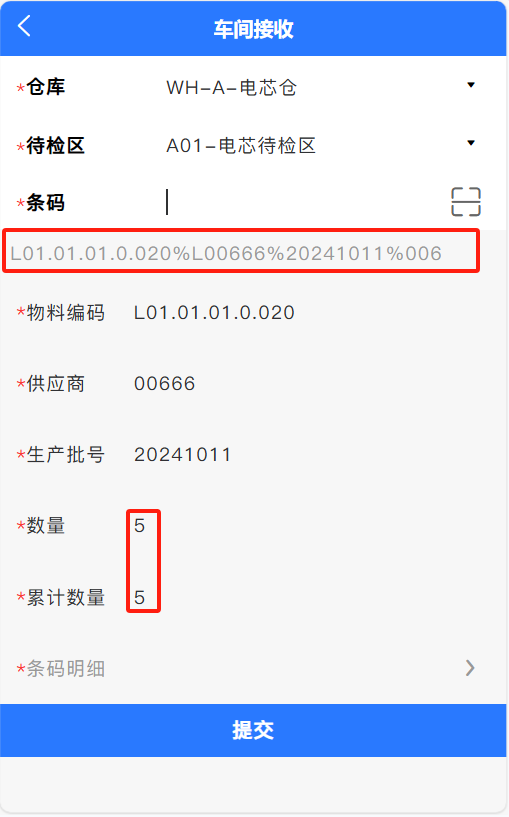 车间接收
*仓库 WH-A-电芯仓
*待检区 A01-电芯待检区
*条码
L01.01.01.0.020%L00666%20241011%006
*物料编码 L01.01.01.0.020
*供应商 00666
*生产批号 20241011
*数量 5
*累计数量 5
*条码明细
提交